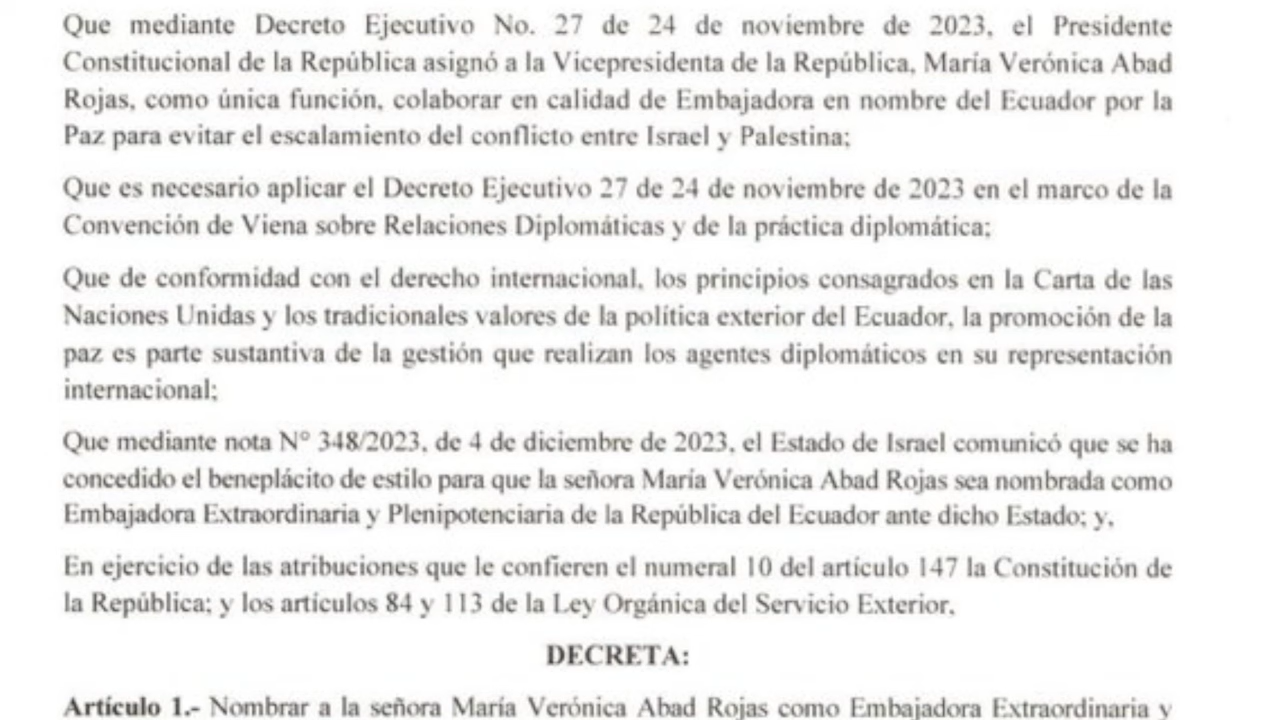 Que mediante Decreto Ejecutivo No. 27 de 24 de noviembre de 2023, el Presidente
Constitucional de la República asignó a la Vicepresidenta de la República, María Verónica Abad
Rojas, como única función, colaborar en calidad de Embajadora en nombre del Ecuador por la
Paz para evitar el escalamiento del conflicto entre Israel y Palestina;
Que es necesario aplicar el Decreto Ejecutivo 27 de 24 de noviembre de 2023 en el marco de la
Convención de Viena sobre Relaciones Diplomáticas y de la práctica diplomática;
Que de conformidad con el derecho internacional, los principios consagrados en la Carta de las
Naciones Unidas y los tradicionales valores de la política exterior del Ecuador, la promoción de la
paz es parte sustantiva de la gestión que realizan los agentes diplomáticos en su representación
internacional;
Que mediante nota N° 348/2023, de 4 de diciembre de 2023, el Estado de Israel comunicó que se ha
concedido el beneplácito de estilo para que la señora María Verónica Abad Rojas sea nombrada como
Embajadora Extraordinaria y Plenipotenciaria de la República del Ecuador ante dicho Estado; y,
En ejercicio de las atribuciones que le confieren el numeral 10 del artículo 147 la Constitución de
la República; y los artículos 84 y 113 de la Ley Orgánica del Servicio Exterior,
DECRETA:
Artículo 1.- Nombrar a la señora María Verónica Abad Rojas como Embajadora Extraordinaria y